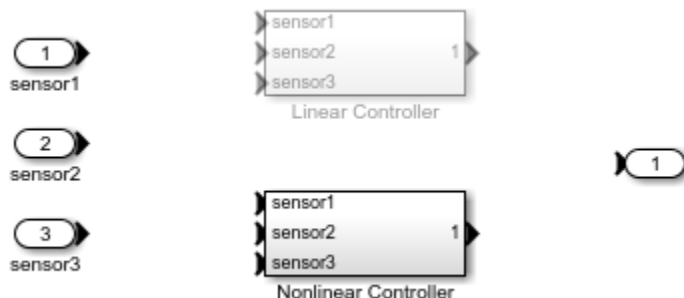 1
sensor1
2
sensor2
3
sensor3
sensor1
sensor2 1
sensor3
Linear Controller
sensor1
sensor2 1
sensor3
Nonlinear Controller
1